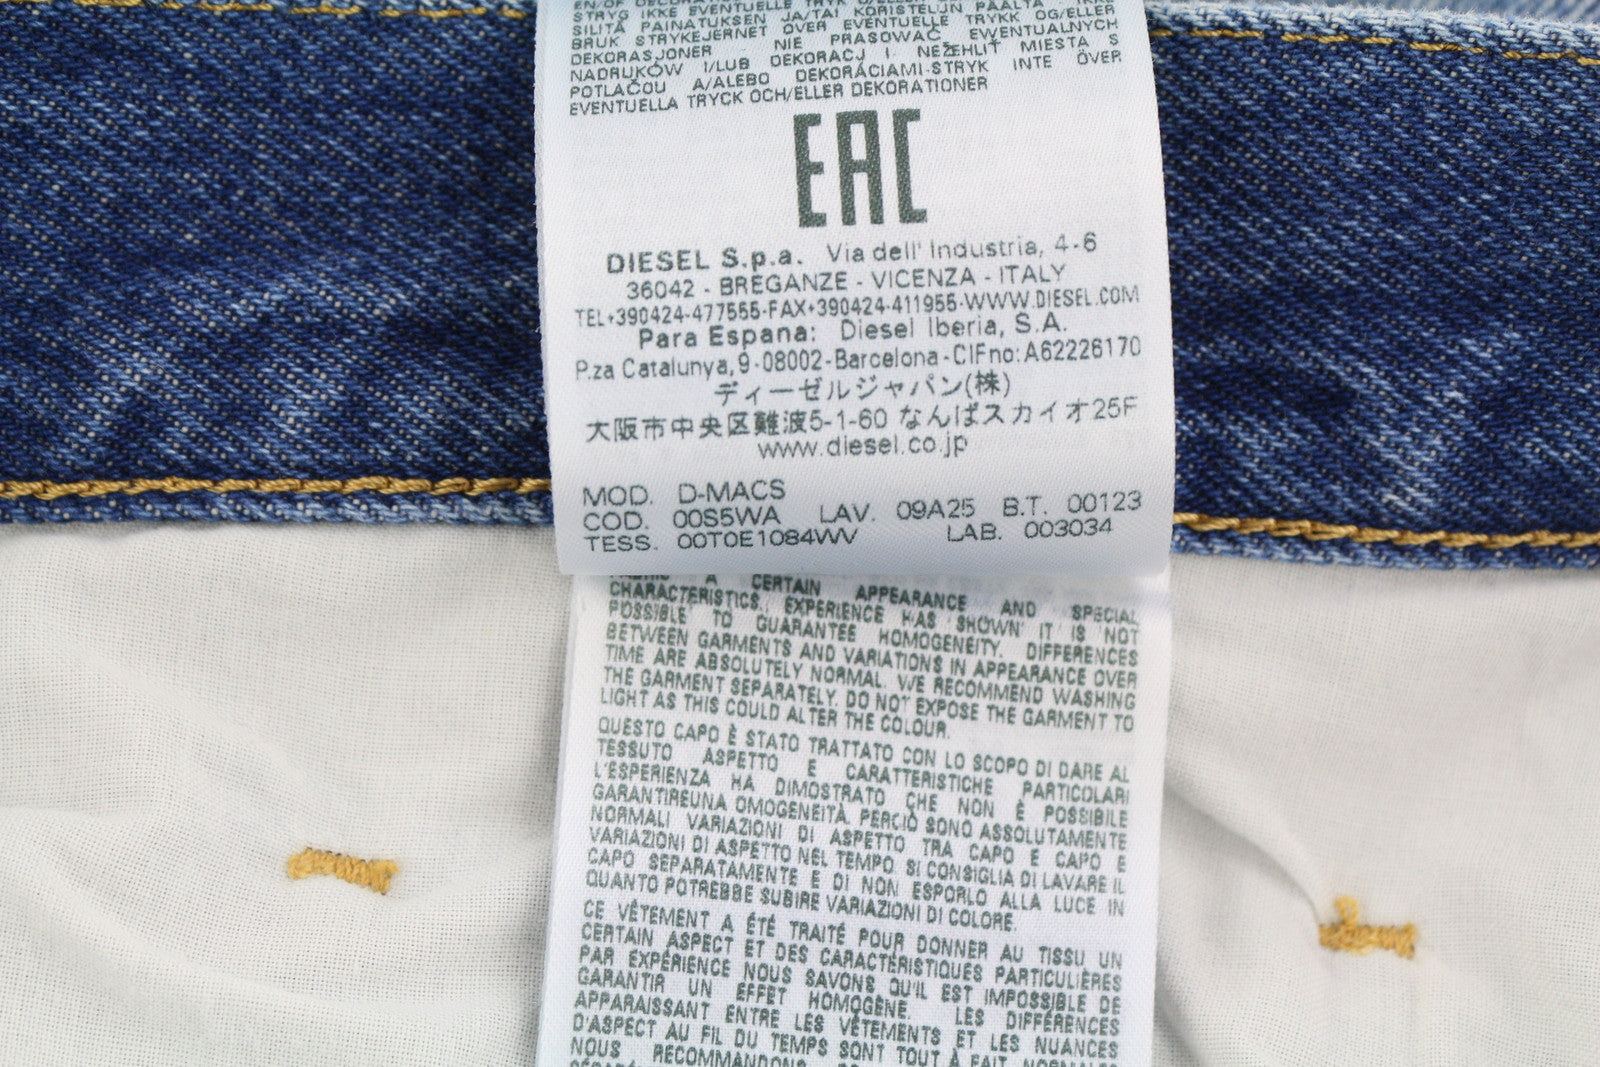 STRYG IKKE EVENTUELLE TRYK
SILITÄ PAINATUKSEN JA/TAI KORISTELUN PÄÄLTÄ IKKE
BRUK STRYKEJERNET OVER EVENTUELLE TRYKK OG/ELLER
DEKORASJONER NIE PRASOWAĆ EWENTUALNYCH
NADRUKÓW I/LUB DEKORACJ I. NEŽEHLIŤ MIESTA S
POTLAČOU A/ALEBO DEKORÁCIAMI-STRYK INTE ÖVER
EVENTUELLA TRYCK OCH/ELLER DEKORATIONER
EAC
DIESEL S.p.a. Via dell' Industria, 4-6
36042 - BREGANZE - VICENZA - ITALY
TEL+390424-477555-FAX+390424-411955-WWW.DIESEL.COM
Para Espana: Diesel Iberia, S.A.
P.za Catalunya, 9-08002-Barcelona-CIFno:A62226170
ディーゼルジャパン(株)
大阪市中央区難波5-1-60 なんばスカイオ25F
www.diesel.co.jp
MOD. D-MACS
COD. 00S5WA LAV. 09A25 B.T. 00123
TESS. 00T0E1084WV LAB. 003034
FABRIC A CERTAIN APPEARANCE AND SPECIAL
CHARACTERISTICS, EXPERIENCE HAS SHOWN IT IS NOT
POSSIBLE TO GUARANTEE HOMOGENEITY. DIFFERENCES
BETWEEN GARMENTS AND VARIATIONS IN APPEARANCE OVER
TIME ARE ABSOLUTELY NORMAL. WE RECOMMEND WASHING
THE GARMENT SEPARATELY. DO NOT EXPOSE THE GARMENT TO
LIGHT AS THIS COULD ALTER THE COLOUR.
QUESTO CAPO È STATO TRATTATO CON LO SCOPO DI DARE AL
TESSUTO ASPETTO E CARATTERISTICHE PARTICOLARI
L'ESPERIENZA HA DIMOSTRATO CHE NON È POSSIBILE
GARANTIREUNA OMOGENEITÀ. PERCIÒ SONO ASSOLUTAMENTE
NORMALI VARIAZIONI DI ASPETTO TRA CAPO E CAPO E
VARIAZIONI DI ASPETTO NEL TEMPO. SI CONSIGLIA DI LAVARE IL
CAPO SEPARATAMENTE E DI NON ESPORLO ALLA LUCE IN
QUANTO POTREBBE SUBIRE VARIAZIONI DI COLORE.
CE VÊTEMENT A ÉTÉ TRAITÉ POUR DONNER AU TISSU UN
CERTAIN ASPECT ET DES CARACTÉRISTIQUES PARTICULIÈRES
PAR EXPÉRIENCE NOUS SAVONS QU'IL EST IMPOSSIBLE DE
GARANTIR UN EFFET HOMOGÈNE. LES DIFFÉRENCES
APPARAISSANT ENTRE LES VÊTEMENTS ET LES NUANCES
D'ASPECT AU FIL DU TEMPS SONT TOUT À FAIT NORMALES
NOUS RECOMMANDONS